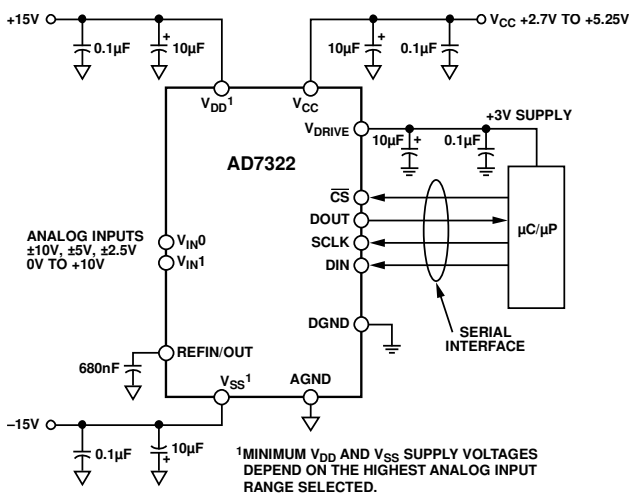 +15V
0.1µF
10µF
+
10µF
+
0.1µF
VCC +2.7V TO +5.25V
VDD1
VCC
VDRIVE
+3V SUPPLY
10µF
+
0.1µF
AD7322
CS
DOUT
SCLK
DIN
µC/µP
ANALOG INPUTS
±10V, ±5V, ±2.5V
0V TO +10V
VIN0
VIN1
DGND
SERIAL
INTERFACE
REFIN/OUT
680nF
VSS1
AGND
–15V
0.1µF
10µF
+
1MINIMUM VDD AND VSS SUPPLY VOLTAGES
DEPEND ON THE HIGHEST ANALOG INPUT
RANGE SELECTED.